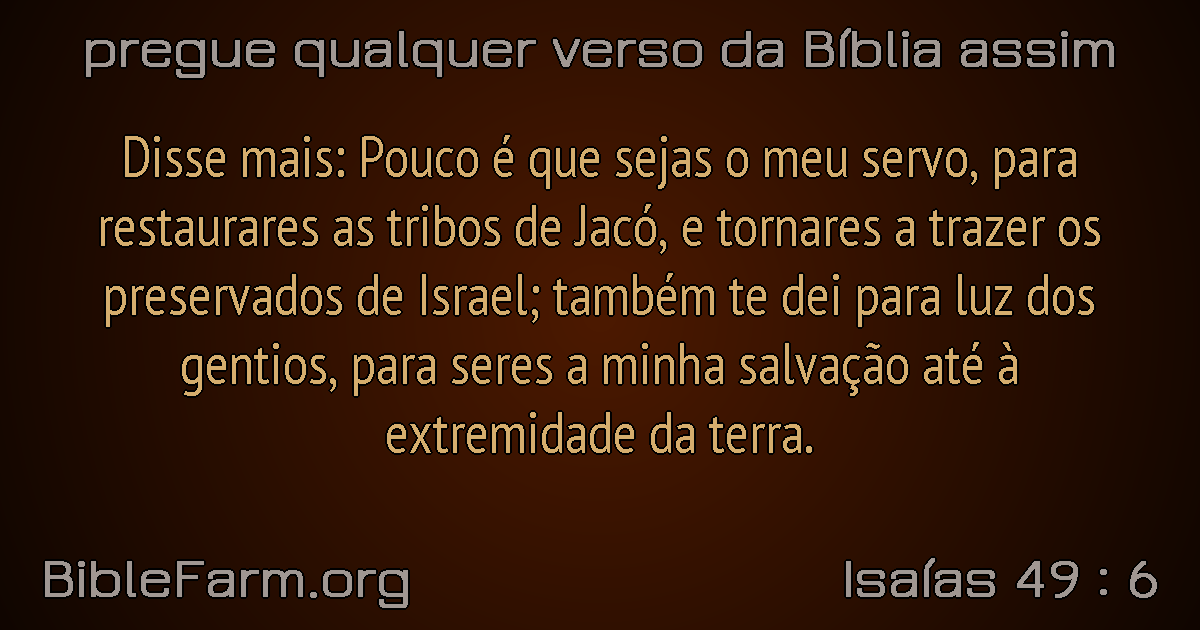 pregue qualquer verso da Bíblia assim
Disse mais: Pouco é que sejas o meu servo, para
restaurares as tribos de Jacó, e tornares a trazer os
preservados de Israel; também te dei para luz dos
gentios, para seres a minha salvação até à
extremidade da terra.
BibleFarm.org
Isaías 49 : 6